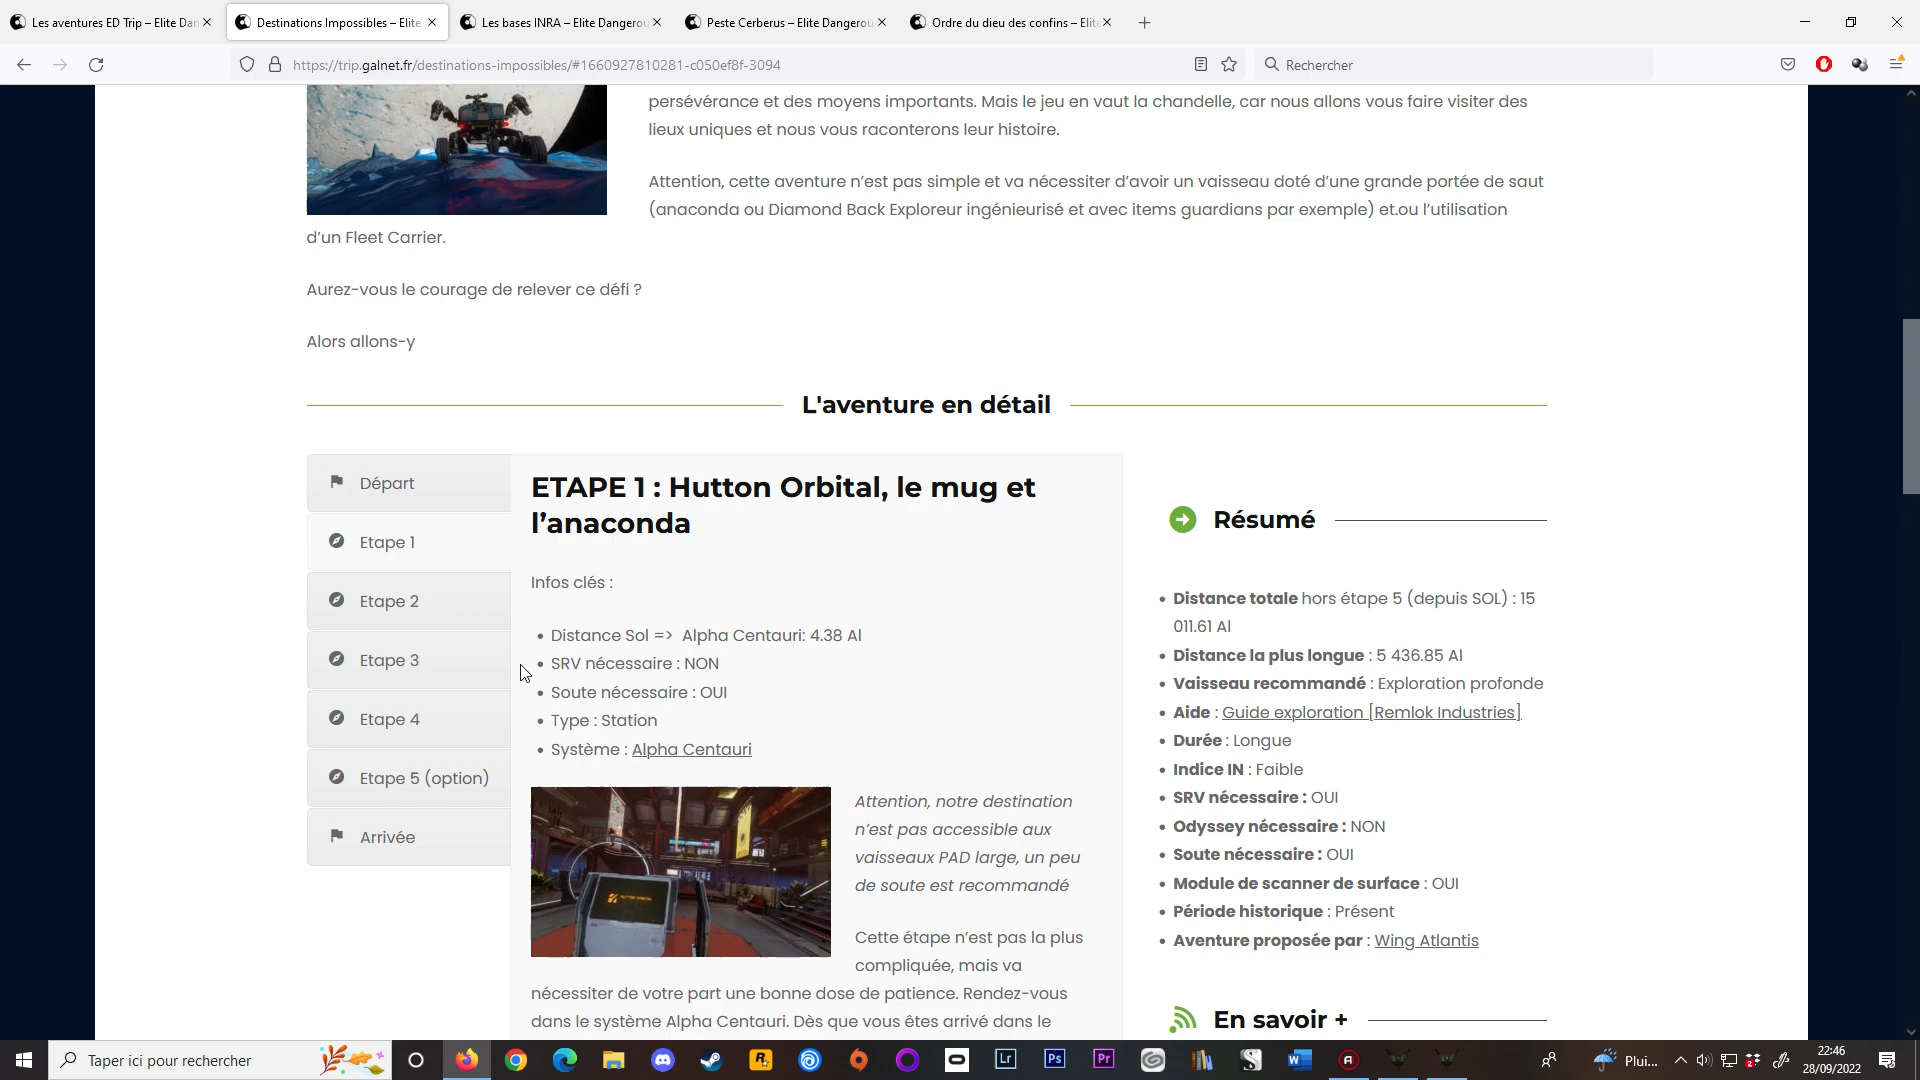 Les aventures ED Trip – Elite Dan
Destinations Impossibles – Elite
Les bases INRA – Elite Dangerou
Peste Cerberus – Elite Dangerou
Ordre du dieu des confins – Elite
https://trip.galnet.fr/destinations-impossibles/#1660927810281-c050ef8f-3094
Rechercher
persévérance et des moyens importants. Mais le jeu en vaut la chandelle, car nous allons vous faire visiter des
lieux uniques et nous vous raconterons leur histoire.
Attention, cette aventure n’est pas simple et va nécessiter d’avoir un vaisseau doté d’une grande portée de saut
(anaconda ou Diamond Back Exploreur ingénieurisé et avec items guardians par exemple) et.ou l’utilisation
d’un Fleet Carrier.
Aurez-vous le courage de relever ce défi ?
Alors allons-y
L'aventure en détail
Départ
Etape 1
Etape 2
Etape 3
Etape 4
Etape 5 (option)
Arrivée
ETAPE 1 : Hutton Orbital, le mug et
l’anaconda
Infos clés :
• Distance Sol => Alpha Centauri: 4.38 Al
• SRV nécessaire : NON
• Soute nécessaire : OUI
• Type : Station
• Système : Alpha Centauri
HUTTON ORBITAL
Attention, notre destination
n’est pas accessible aux
vaisseaux PAD large, un peu
de soute est recommandé
Cette étape n’est pas la plus
compliquée, mais va
nécessiter de votre part une bonne dose de patience. Rendez-vous
dans le système Alpha Centauri. Dès que vous êtes arrivé dans le
Résumé
• Distance totale hors étape 5 (depuis SOL) : 15
011.61 Al
• Distance la plus longue : 5 436.85 Al
• Vaisseau recommandé : Exploration profonde
• Aide : Guide exploration [Remlok Industries]
• Durée : Longue
• Indice IN : Faible
• SRV nécessaire : OUI
• Odyssey nécessaire : NON
• Soute nécessaire : OUI
• Module de scanner de surface : OUI
• Période historique : Présent
• Aventure proposée par : Wing Atlantis
En savoir +
Taper ici pour rechercher
Lr
Ps
Pr
Plui...
2
22:46
28/09/2022